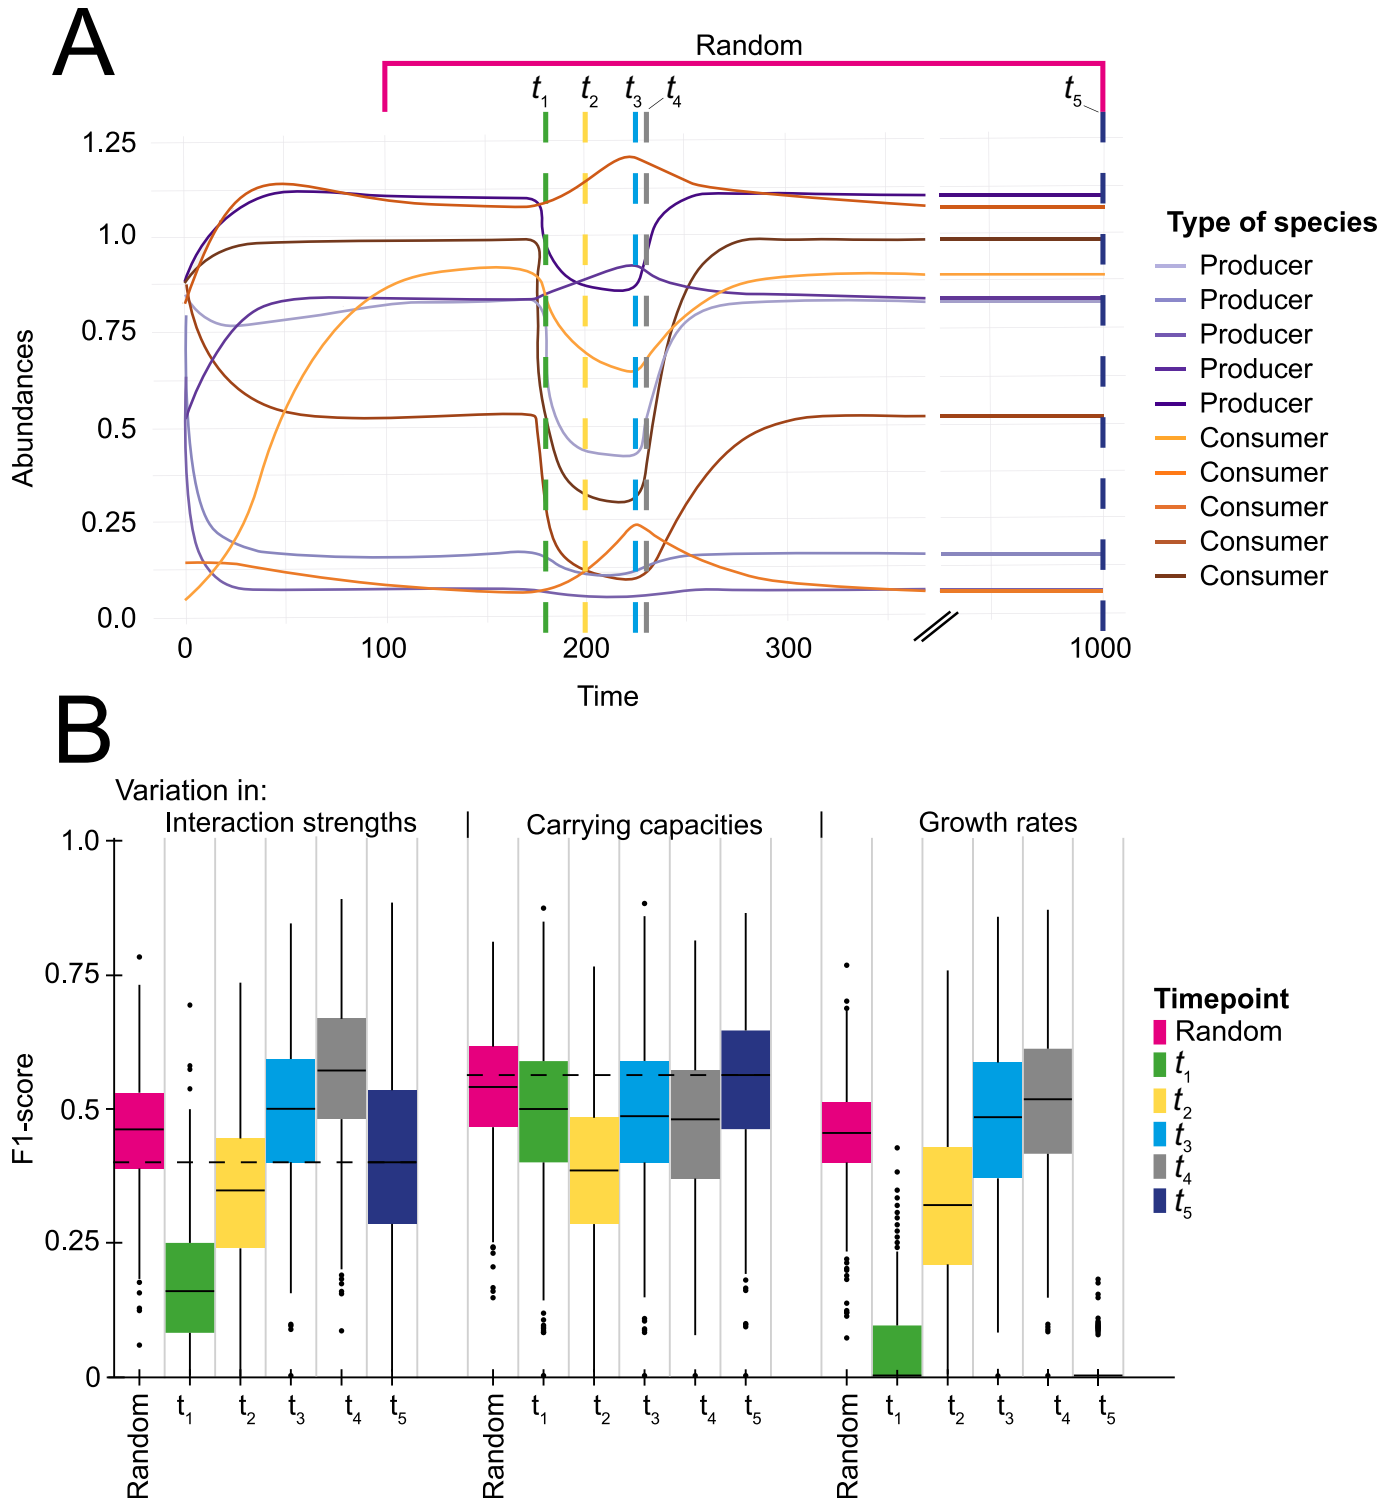 A
Random
t1 t2 t3 t4 t5
1.25
1.0
0.75
0.5
0.25
0.0
Abundances
0 100 200 300 1000
Time
Type of species
Producer
Producer
Producer
Producer
Producer
Consumer
Consumer
Consumer
Consumer
Consumer
B
Variation in:
Interaction strengths Carrying capacities Growth rates
1.0
0.75
0.5
0.25
0
F1-score
Random t1 t2 t3 t4 t5 Random t1 t2 t3 t4 t5 Random t1 t2 t3 t4 t5
Timepoint
Random
t1
t2
t3
t4
t5